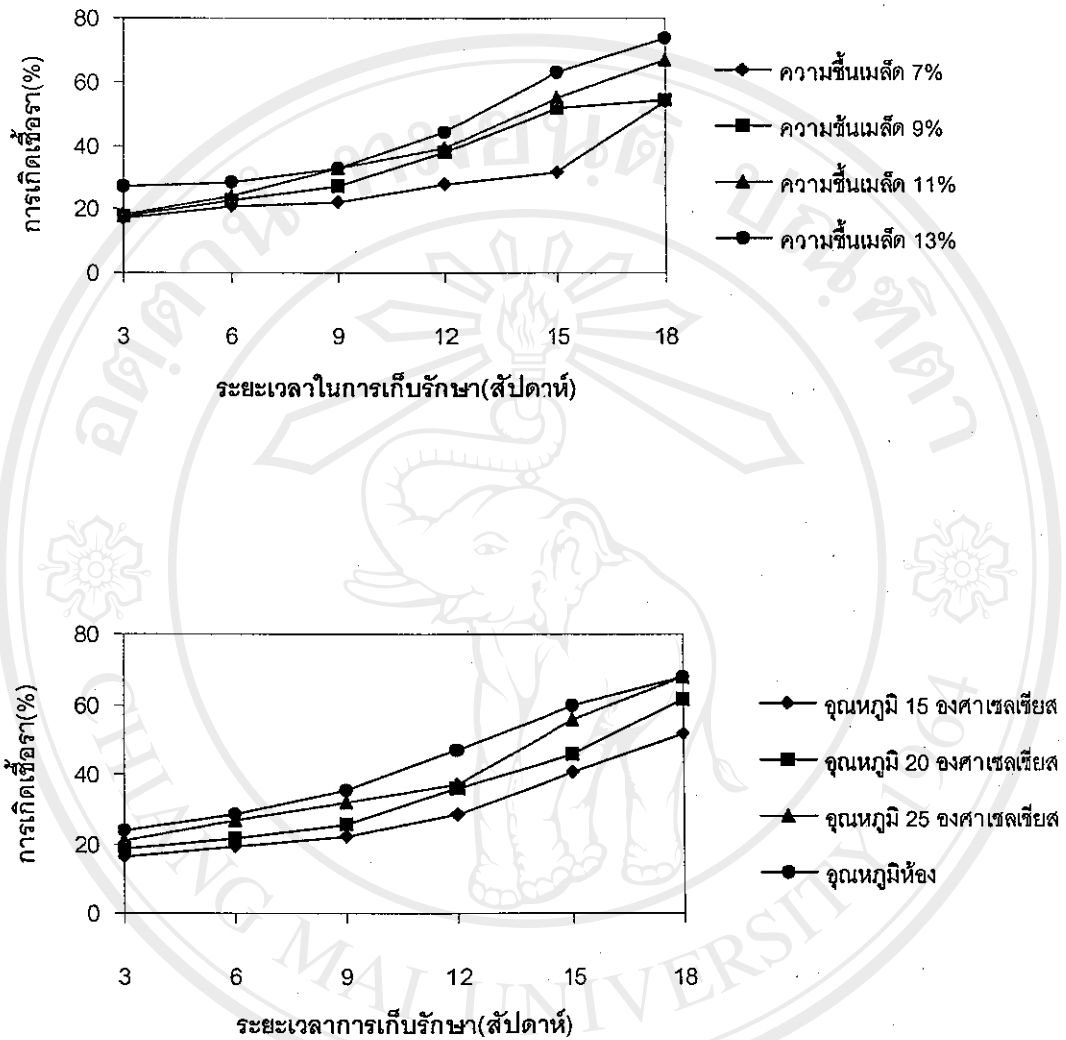 80
60
40
20
0
การเกิดเชื้อรา(%)
3 6 9 12 15 18
ระยะเวลาในการเก็บรักษา(สัปดาห์)
ความชื้นเมล็ด 7%
ความชื้นเมล็ด 9%
ความชื้นเมล็ด 11%
ความชื้นเมล็ด 13%
80
60
40
20
0
การเกิดเชื้อรา(%)
3 6 9 12 15 18
ระยะเวลาการเก็บรักษา(สัปดาห์)
อุณหภูมิ 15 องศาเซลเซียส
อุณหภูมิ 20 องศาเซลเซียส
อุณหภูมิ 25 องศาเซลเซียส
อุณหภูมิห้อง
CHIANG MAI UNIVERSITY 1964